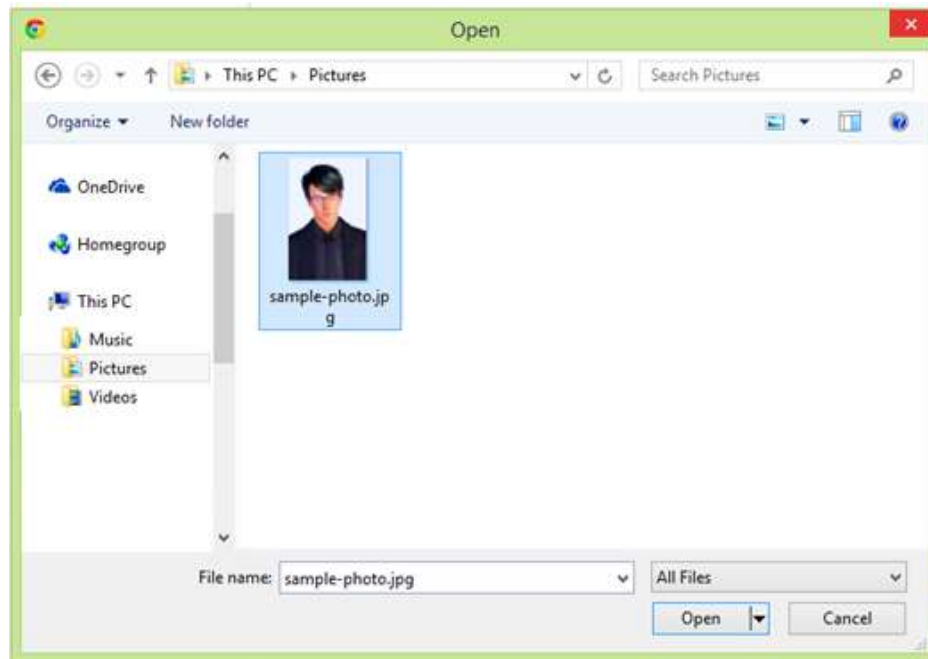 Open
This PC Pictures
Search Pictures
Organize
New folder
OneDrive
Homegroup
This PC
Music
Pictures
Videos
sample-photo.jp
g
File name: sample-photo.jpg
All Files
Open
Cancel